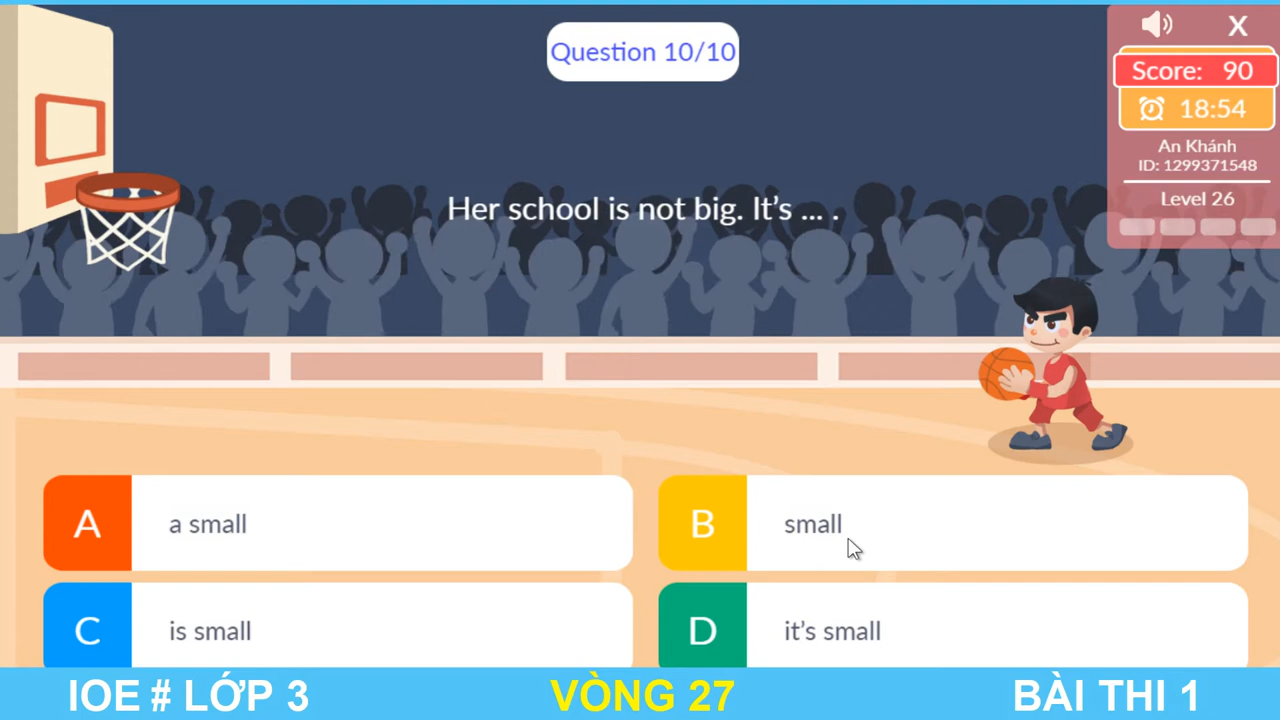 Question 10/10
X
Score: 90
18:54
An Khánh
ID: 1299371548
Level 26
Her school is not big. It’s ... .
A a small
B small
C is small
D it’s small
IOE # LỚP 3 VÒNG 27 BÀI THI 1